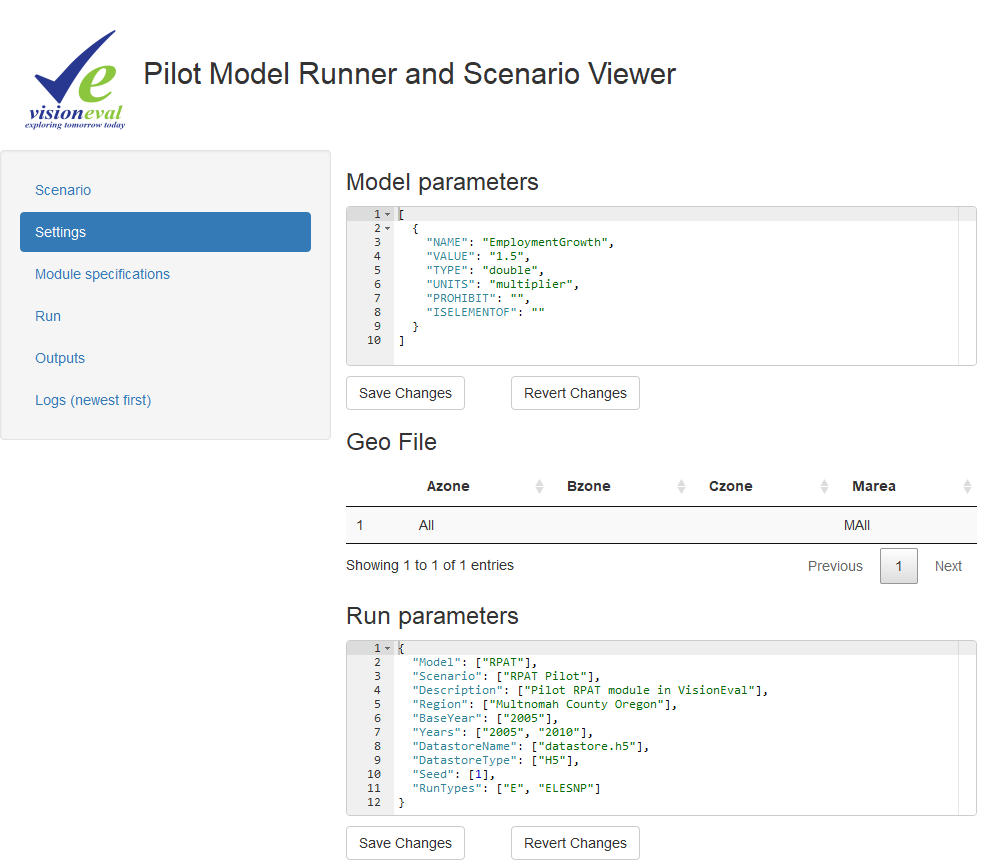 visioneval
exploring tomorrow today
Pilot Model Runner and Scenario Viewer
Scenario
Settings
Module specifications
Run
Outputs
Logs (newest first)
Model parameters
1 [
2   {
3     "NAME": "EmploymentGrowth",
4     "VALUE": "1.5",
5     "TYPE": "double",
6     "UNITS": "multiplier",
7     "PROHIBIT": "",
8     "ISELEMENTOF": ""
9   }
10 ]
Save Changes Revert Changes
Geo File
Azone Bzone Czone Marea
1 All MAll
Showing 1 to 1 of 1 entries Previous 1 Next
Run parameters
1 {
2   "Model": ["RPAT"],
3   "Scenario": ["RPAT Pilot"],
4   "Description": ["Pilot RPAT module in VisionEval"],
5   "Region": ["Multnomah County Oregon"],
6   "BaseYear": ["2005"],
7   "Years": ["2005", "2010"],
8   "DatastoreName": ["datastore.h5"],
9   "DatastoreType": ["H5"],
10   "Seed": [1],
11   "RunTypes": ["E", "ELESNP"]
12 }
Save Changes Revert Changes